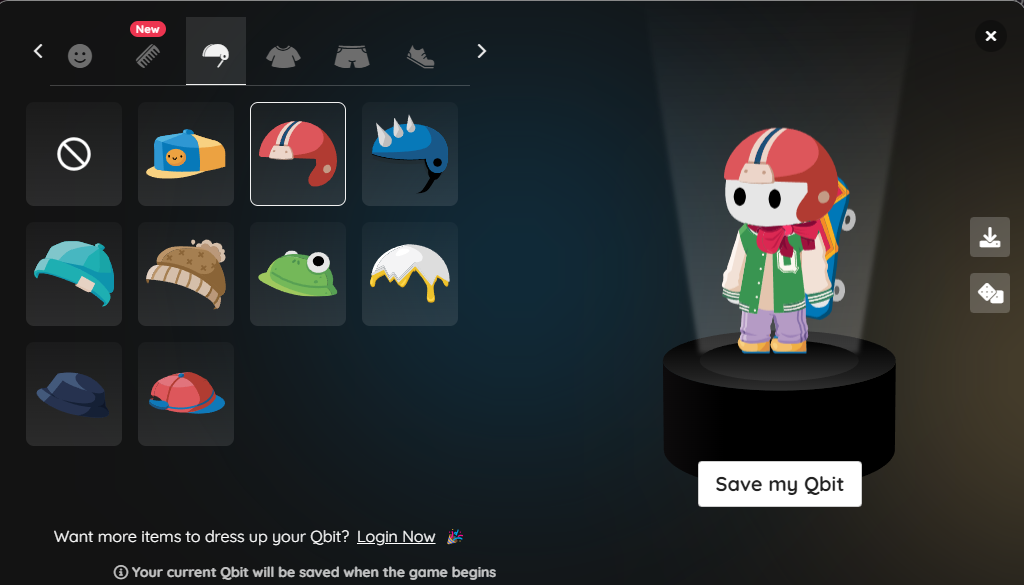 New
Save my Qbit
Want more items to dress up your Qbit? Login Now
Your current Qbit will be saved when the game begins